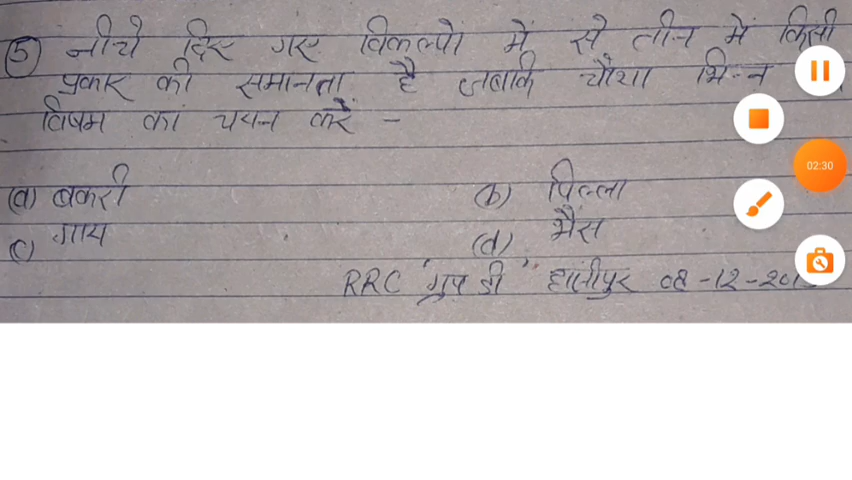 (5) नीचे दिए गए विकल्पों में से तीन में किसी
प्रकार की समानता है जबकि चौथा भिन्न
विषम का चयन करें -
(a) बकरी (b) पिल्ला
(c) गाय (d) भैंस
RRC 'ग्रुप डी' हाजीपुर 08-12-20
02:30